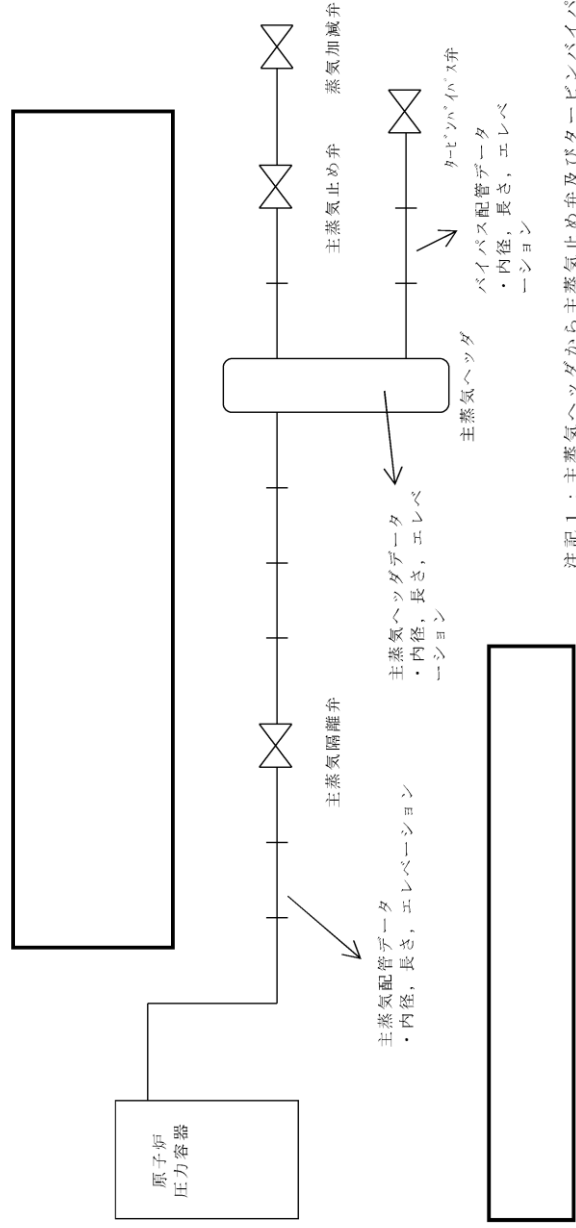 原子炉
圧力容器
主蒸気配管データ
・内径，長さ，エレベーション
主蒸気隔離弁
主蒸気ヘッダデータ
・内径，長さ，エレベ
ーション
主蒸気ヘッダ
主蒸気止め弁
蒸気加減弁
タービンバイパス弁
バイパス配管データ
・内径，長さ，エレベ
ーション
注記1：主蒸気ヘッダから主蒸気止め弁及びタービンバイパ